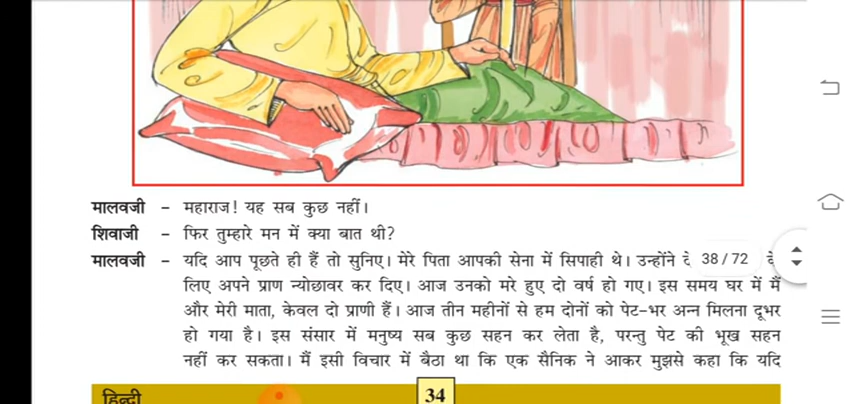 मालवजी – महाराज! यह सब कुछ नहीं।
शिवाजी – फिर तुम्हारे मन में क्या बात थी?
मालवजी – यदि आप पूछते ही हैं तो सुनिए। मेरे पिता आपकी सेना में सिपाही थे। उन्होंने 38/72
लिए अपने प्राण न्योछावर कर दिए। आज उनको मरे हुए दो वर्ष हो गए। इस समय घर में मैं
और मेरी माता, केवल दो प्राणी हैं। आज तीन महीनों से हम दोनों को पेट-भर अन्न मिलना दूभर
हो गया है। इस संसार में मनुष्य सब कुछ सहन कर लेता है, परन्तु पेट की भूख सहन
नहीं कर सकता। मैं इसी विचार में बैठा था कि एक सैनिक ने आकर मुझसे कहा कि यदि
हिन्दी 34